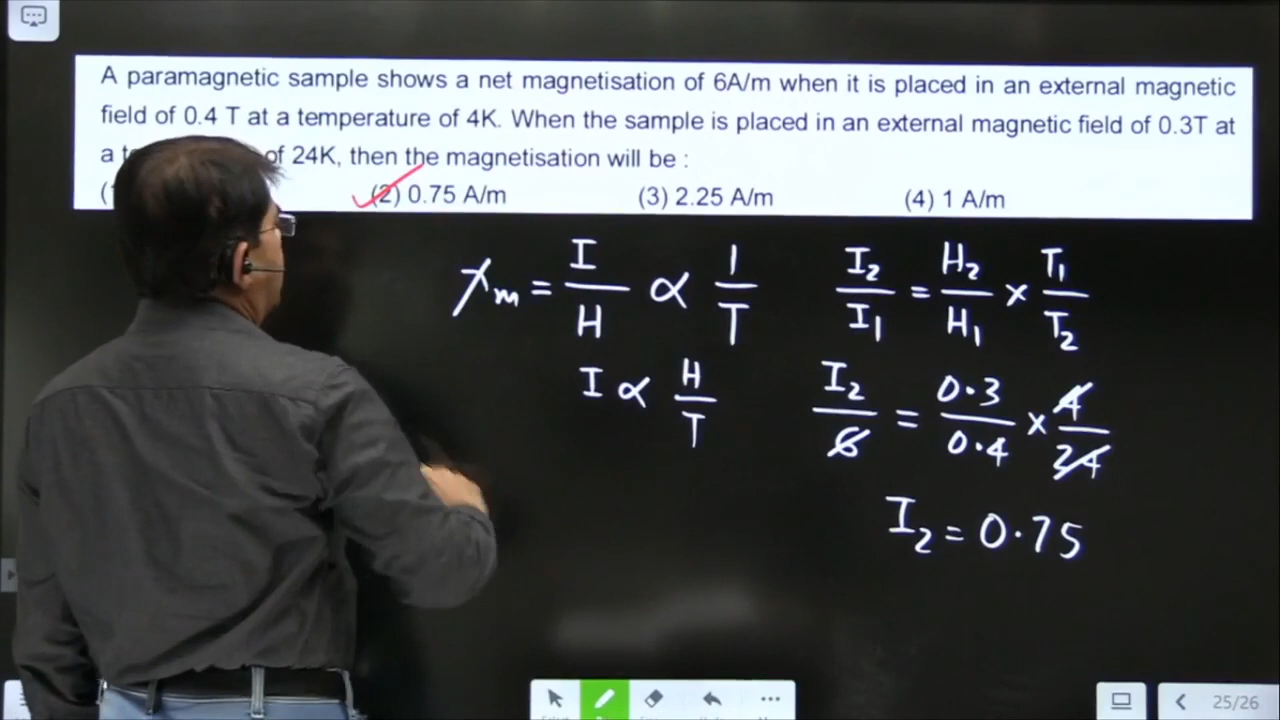 A paramagnetic sample shows a net magnetisation of 6A/m when it is placed in an external magnetic
field of 0.4 T at a temperature of 4K. When the sample is placed in an external magnetic field of 0.3T at
a of 24K, then the magnetisation will be :
(2) 0.75 A/m (3) 2.25 A/m (4) 1 A/m
χm = I/H ∝ 1/T
I ∝ H/T
I2/I1 = H2/H1 × T1/T2
I2/6 = 0.3/0.4 × 4/24
I2 = 0.75
25/26